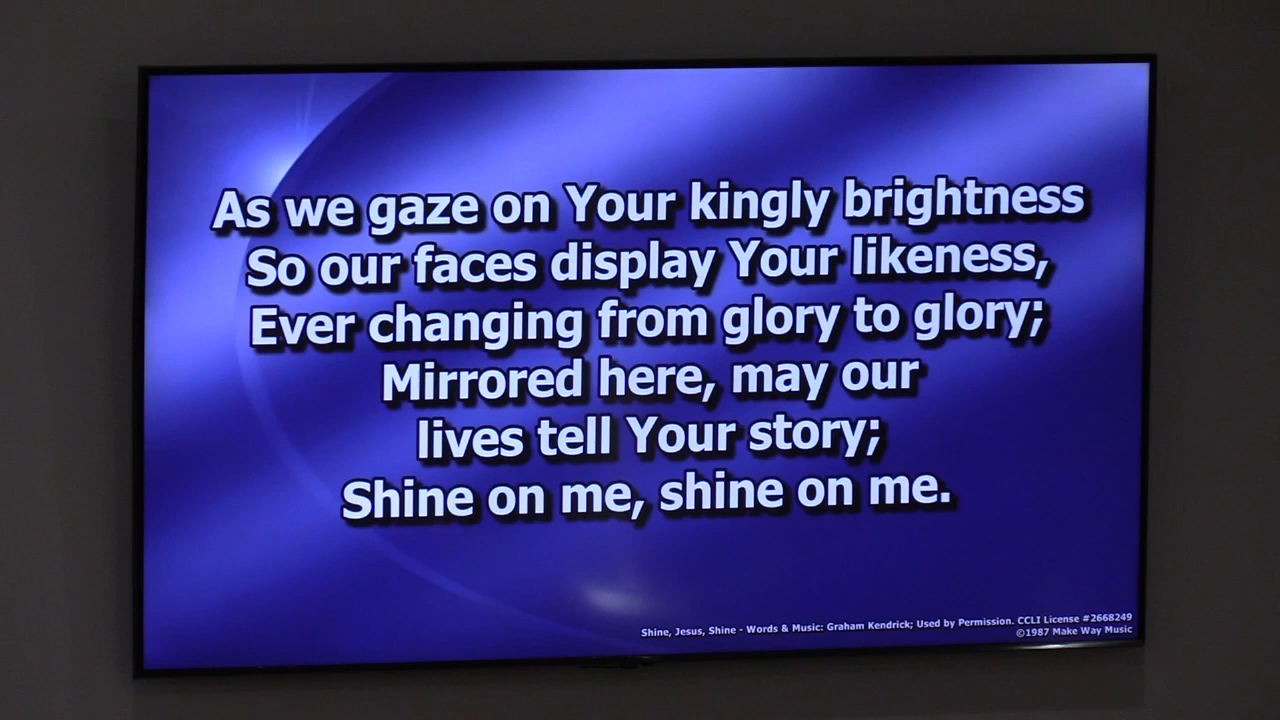 As we gaze on Your kingly brightness
So our faces display Your likeness,
Ever changing from glory to glory;
Mirrored here, may our
lives tell Your story;
Shine on me, shine on me.
Shine, Jesus, Shine - Words & Music: Graham Kendrick; Used by Permission. CCLI License #2668249
©1987 Make Way Music